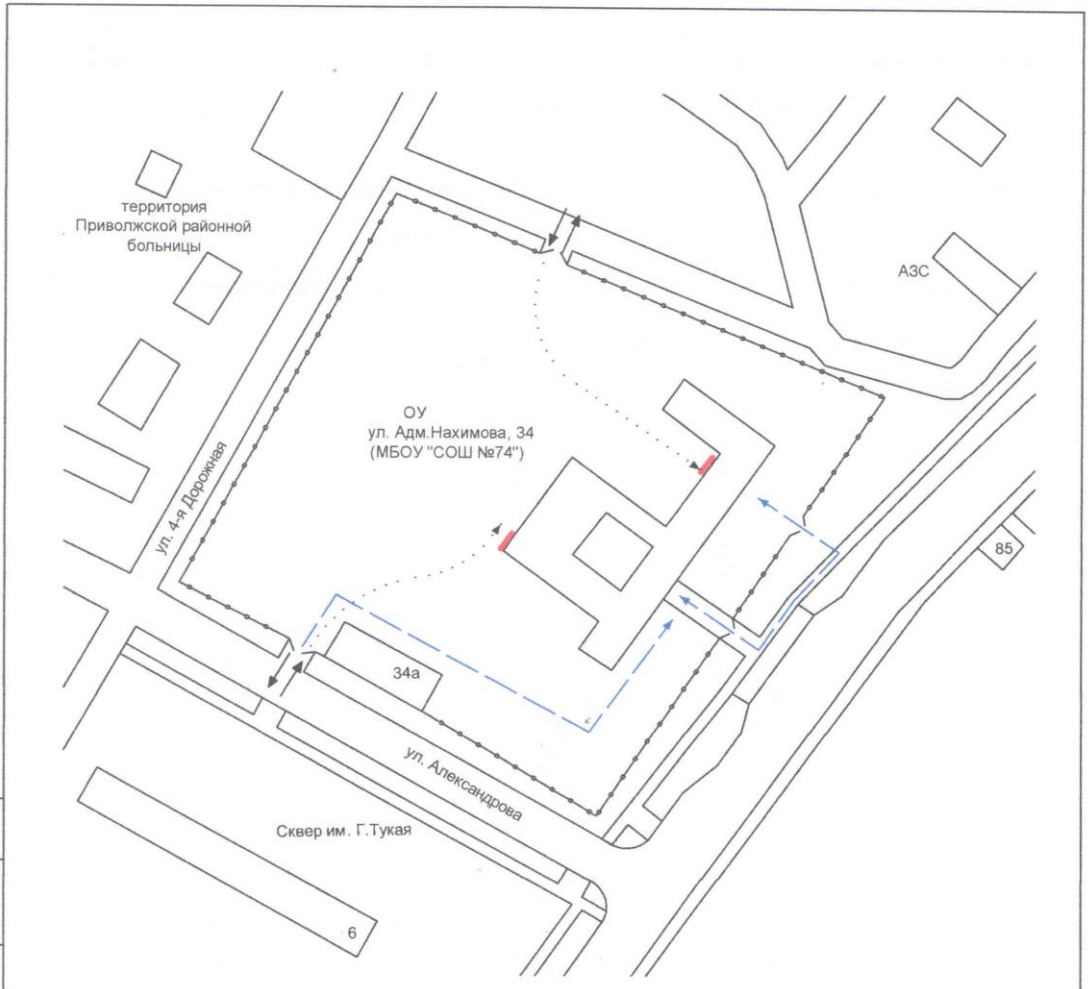 территория
Приволжской районной
больницы
АЗС
ОУ
ул. Адм.Нахимова, 34
(МБОУ "СОШ №74")
ул. 4-я Дорожная
85
34а
ул. Александрова
Сквер им. Г.Тукая
6